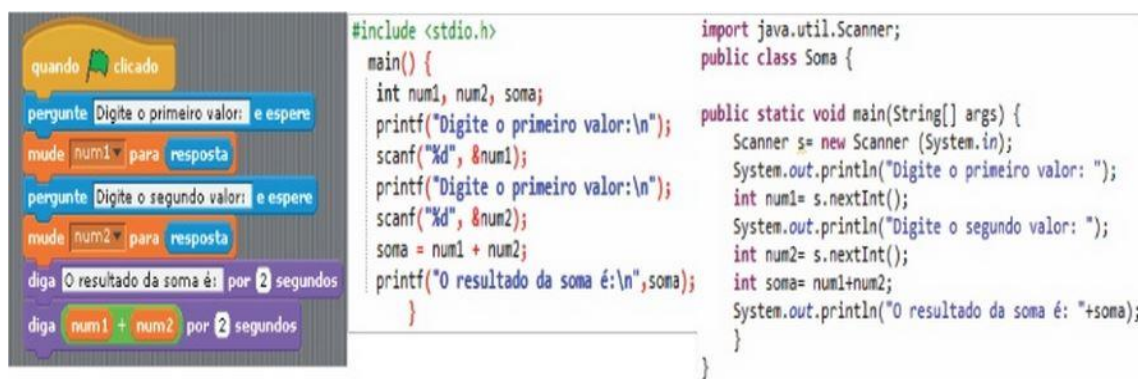 quando clicado
pergunte Digite o primeiro valor: e espere
mude num1 para resposta
pergunte Digite o segundo valor: e espere
mude num2 para resposta
diga O resultado da soma é: por 2 segundos
diga num1 + num2 por 2 segundos
#include <stdio.h>
main() {
int num1, num2, soma;
printf("Digite o primeiro valor:\n");
scanf("%d", &num1);
printf("Digite o primeiro valor:\n");
scanf("%d", &num2);
soma = num1 + num2;
printf("O resultado da soma é:\n",soma);
}
import java.util.Scanner;
public class Soma {
public static void main(String[] args) {
Scanner s= new Scanner (System.in);
System.out.println("Digite o primeiro valor: ");
int num1= s.nextInt();
System.out.println("Digite o segundo valor: ");
int num2= s.nextInt();
int soma= num1+num2;
System.out.println("O resultado da soma é: "+soma);
}
}